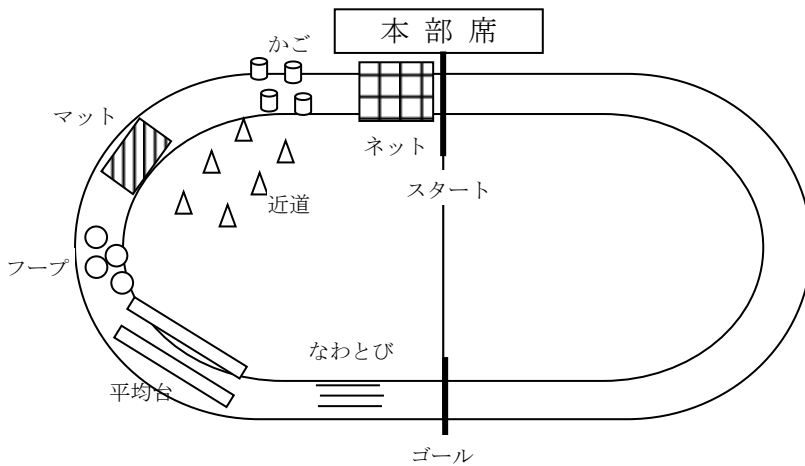 本部席
かご
マット
ネット
スタート
近道
フープ
なわとび
平均台
ゴール